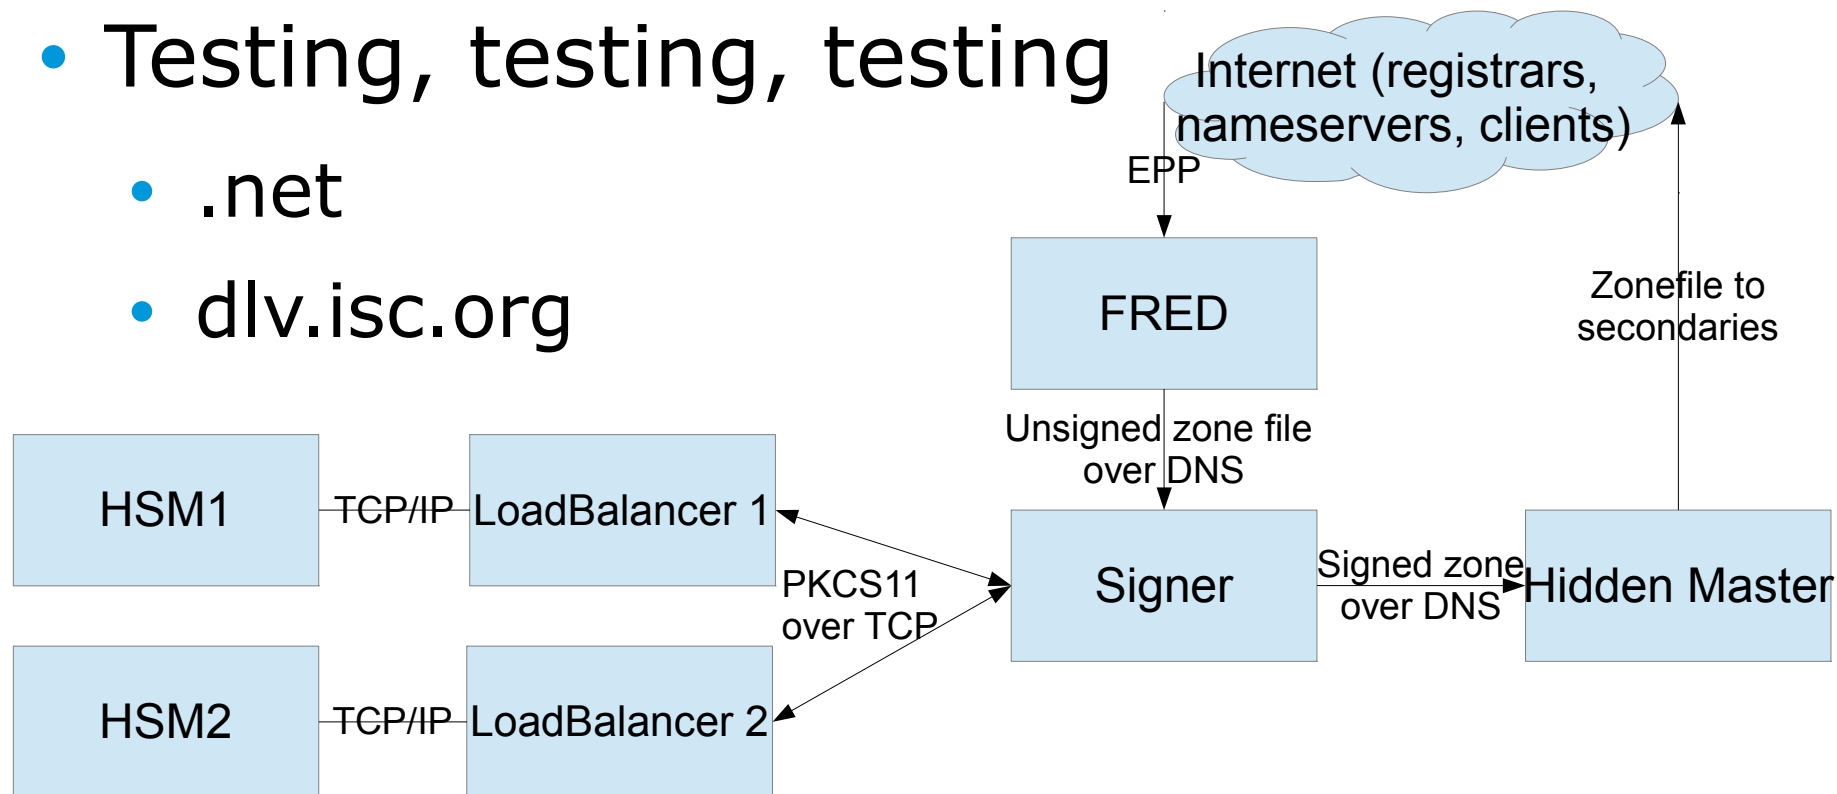 Testing, testing, testing
.net
dlv.isc.org
Internet (registrars,
nameservers, clients)
EPP
FRED
Zonefile to
secondaries
Unsigned zone file
over DNS
HSM1
TCP/IP
LoadBalancer 1
PKCS11
over TCP
Signer
Signed zone
over DNS
Hidden Master
HSM2
TCP/IP
LoadBalancer 2